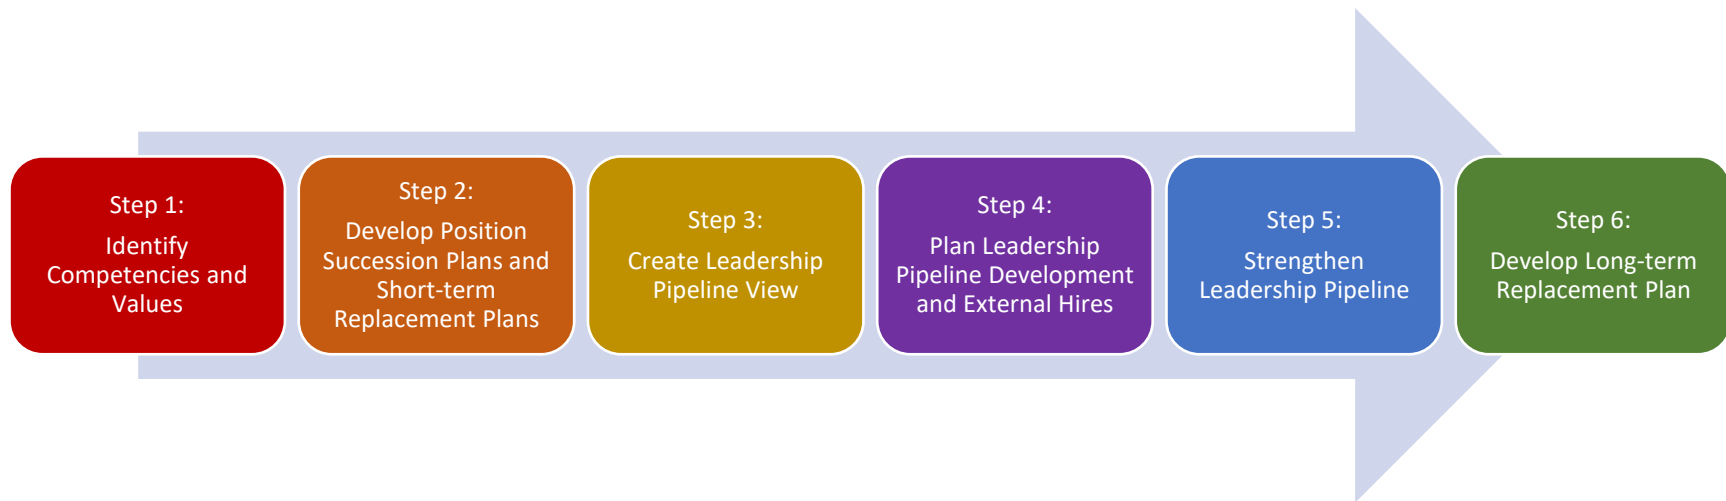 Step 1:
Identify
Competencies and
Values
Step 2:
Develop Position
Succession Plans and
Short-term
Replacement Plans
Step 3:
Create Leadership
Pipeline View
Step 4:
Plan Leadership
Pipeline Development
and External Hires
Step 5:
Strengthen
Leadership Pipeline
Step 6:
Develop Long-term
Replacement Plan